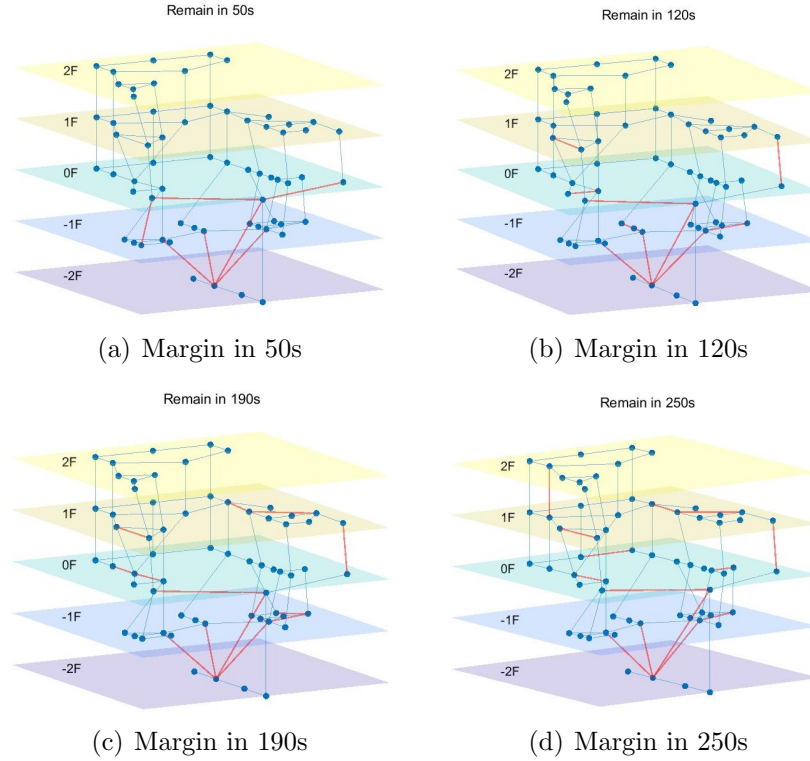 Remain in 50s
2F
1F
0F
-1F
-2F
(a) Margin in 50s
Remain in 120s
2F
1F
0F
-1F
-2F
(b) Margin in 120s
Remain in 190s
2F
1F
0F
-1F
-2F
(c) Margin in 190s
Remain in 250s
2F
1F
0F
-1F
-2F
(d) Margin in 250s